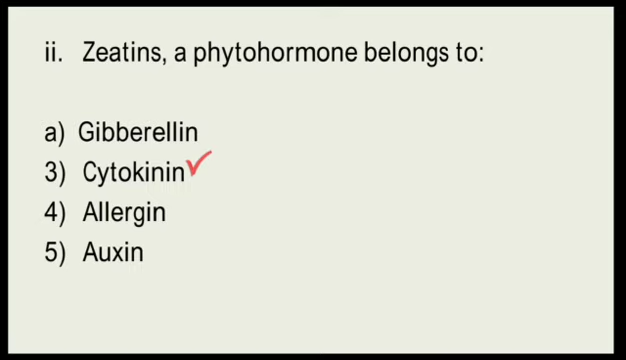 ii. Zeatins, a phytohormone belongs to:
a) Gibberellin
3) Cytokinin
4) Allergin
5) Auxin